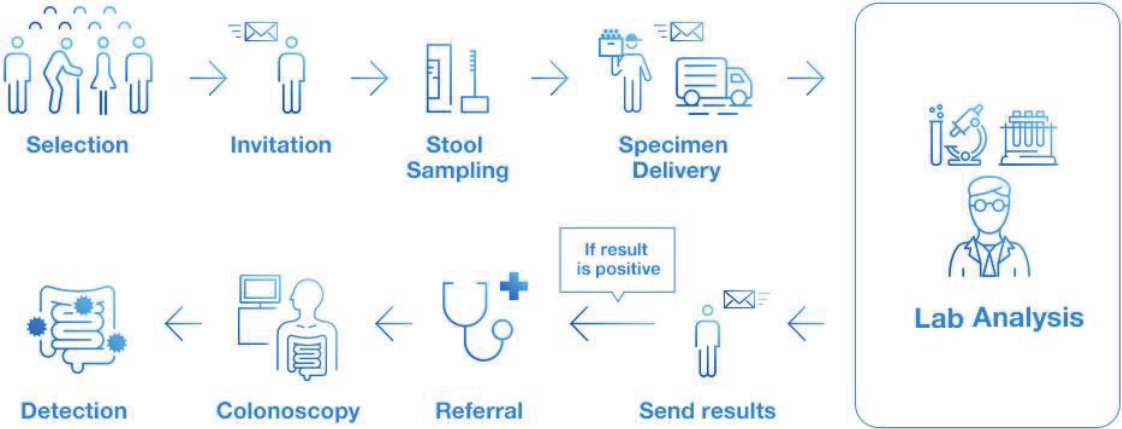 Selection
Invitation
Stool
Sampling
Specimen
Delivery
Lab Analysis
If result
is positive
Send results
Referral
Colonoscopy
Detection